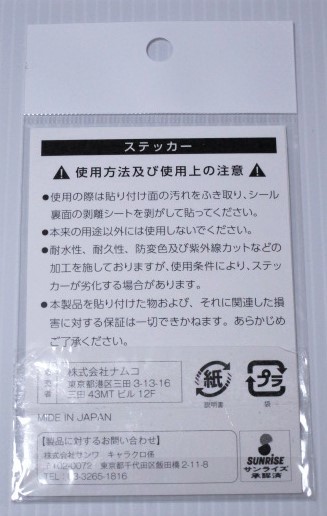 ステッカー
使用方法及び使用上の注意
●使用の際は貼り付け面の汚れをふき取り、シール
裏面の剥離シートを剥がして貼ってください。
●本来の用途以外には使用しないでください。
●耐水性、耐久性、防変色及び紫外線カットなどの
加工を施しておりますが、使用条件により、ステッ
カーが劣化する場合があります。
●本製品を貼り付けた物および、それに関連した損
害に対する保証は一切できかねます。あらかじめ
ご了承ください。
株式会社ナムコ
東京都港区三田 3-13-16
三田 43MT ビル 12F
紙
説明書
プラ
袋
MADE IN JAPAN
【製品に対するお問い合わせ】
株式会社サンワ キャラクロ係
102-0072 東京都千代田区飯田橋 2-11-8
03-3265-1816
SUNRISE
サンライズ
承認済